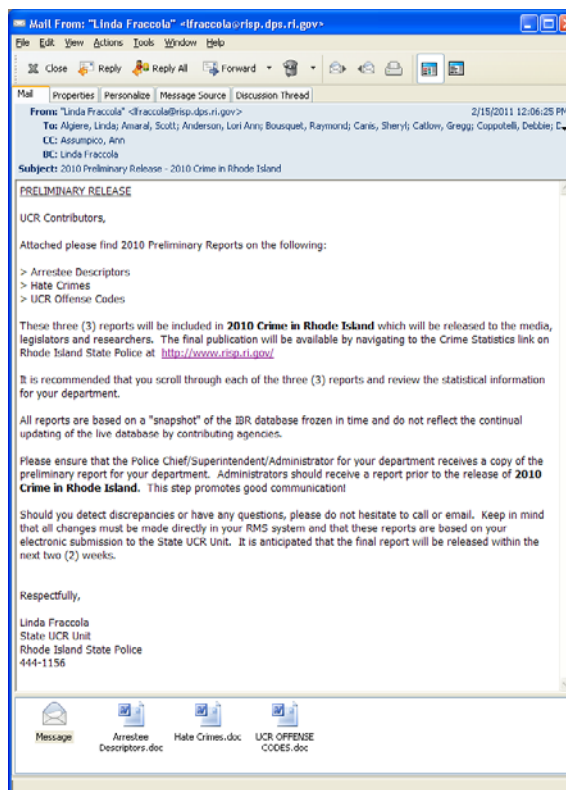 Mail From: "Linda Fraccola" <lfraccola@risp.dps.ri.gov>
File Edit View Actions Tools Window Help
Close Reply Reply All Forward
Mail Properties Personalize Message Source Discussion Thread
From: "Linda Fraccola" <lfraccola@risp.dps.ri.gov> 2/15/2011 12:06:25 PM
To: Algiere, Linda; Amaral, Scott; Anderson, Lori Ann; Bousquet, Raymond; Canis, Sheryl; Catlow, Gregg; Coppotelli, Debbie;
CC: Assumpico, Ann
BC: Linda Fraccola
Subject: 2010 Preliminary Release - 2010 Crime in Rhode Island
PRELIMINARY RELEASE
UCR Contributors,
Attached please find 2010 Preliminary Reports on the following:
> Arrestee Descriptors
> Hate Crimes
> UCR Offense Codes
These three (3) reports will be included in 2010 Crime in Rhode Island which will be released to the media,
legislators and researchers. The final publication will be available by navigating to the Crime Statistics link on
Rhode Island State Police at http://www.risp.ri.gov/
It is recommended that you scroll through each of the three (3) reports and review the statistical information
for your department.
All reports are based on a "snapshot" of the IBR database frozen in time and do not reflect the continual
updating of the live database by contributing agencies.
Please ensure that the Police Chief/Superintendent/Administrator for your department receives a copy of the
preliminary report for your department. Administrators should receive a report prior to the release of 2010
Crime in Rhode Island. This step promotes good communication!
Should you detect discrepancies or have any questions, please do not hesitate to call or email. Keep in mind
that all changes must be made directly in your RMS system and that these reports are based on your
electronic submission to the State UCR Unit. It is anticipated that the final report will be released within the
next two (2) weeks.
Respectfully,
Linda Fraccola
State UCR Unit
Rhode Island State Police
444-1156
Message Arrestee Descriptors.doc Hate Crimes.doc UCR OFFENSE CODES.doc